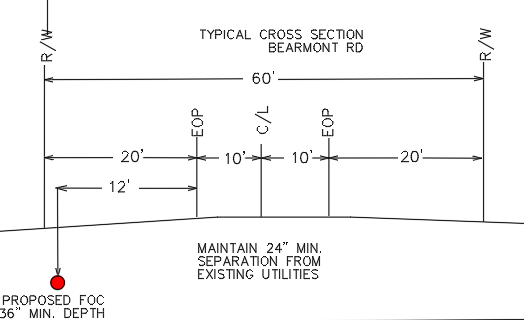 TYPICAL CROSS SECTION
BEARMONT RD
R/W
R/W
60'
EOP
C/L
EOP
20'
10'
10'
20'
12'
MAINTAIN 24" MIN.
SEPARATION FROM
EXISTING UTILITIES
PROPOSED FOC
36" MIN. DEPTH